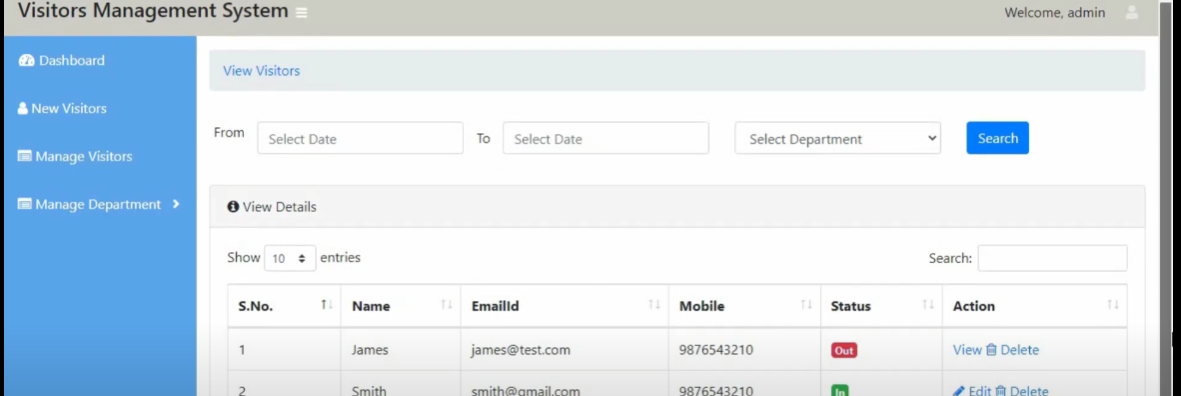 Visitors Management System
Welcome, admin
Dashboard
New Visitors
Manage Visitors
Manage Department
View Visitors
From Select Date To Select Date Select Department Search
View Details
Show 10 entries Search:
S.No. Name EmailId Mobile Status Action
1 James james@test.com 9876543210 Out View Delete
2 Smith smith@gmail.com 9876543210 In Edit Delete